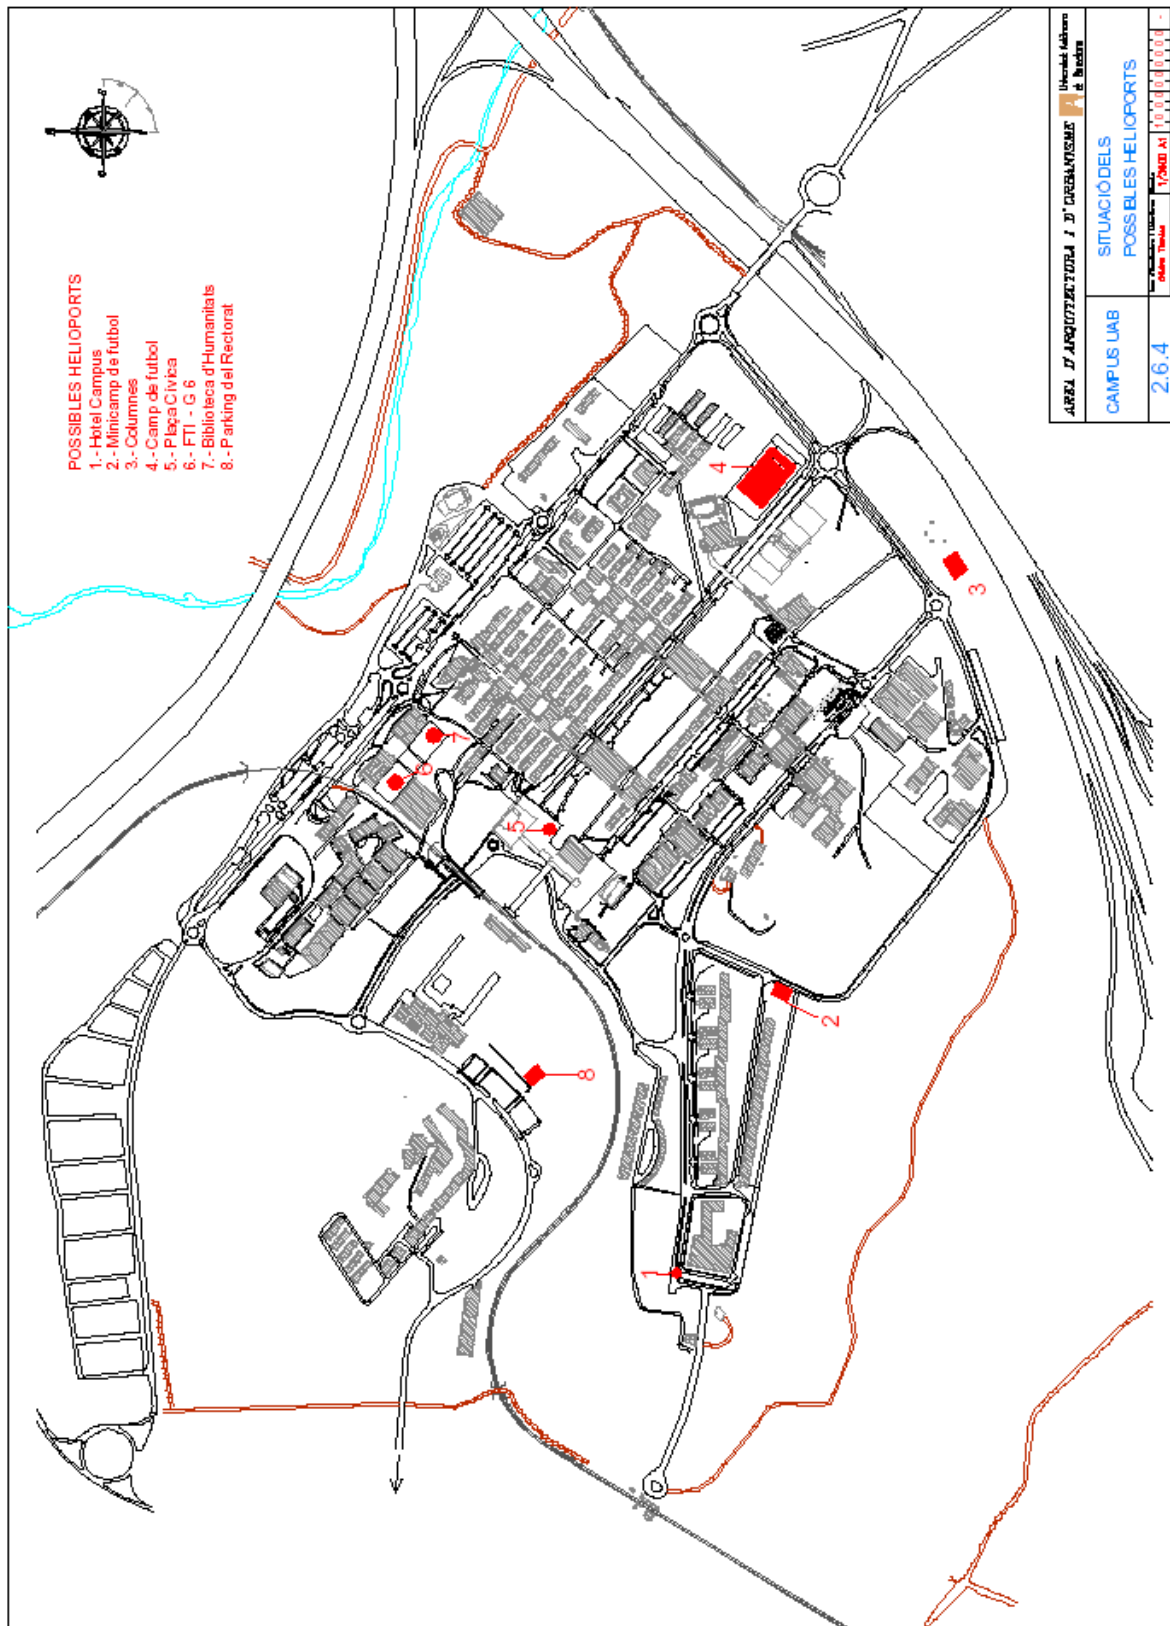 POSSIBLES HELIOPORTS
1.- Hotel Campus
2.- Minicamp de futbol
3.- Columnes
4.- Camp de futbol
5.- Plaça Cívica
6.- FTI - G 6
7.- Biblioteca d'Humanitats
8.- Parking del Rectorat
1
2
3
4
5
6
7
8
AREA D'ARQUITECTURA I D'URBANISME
Universitat Autònoma
de Barcelona
CAMPUS UAB
SITUACIÓ DELS
POSSIBLES HELIOPORTS
2.6.4
A1